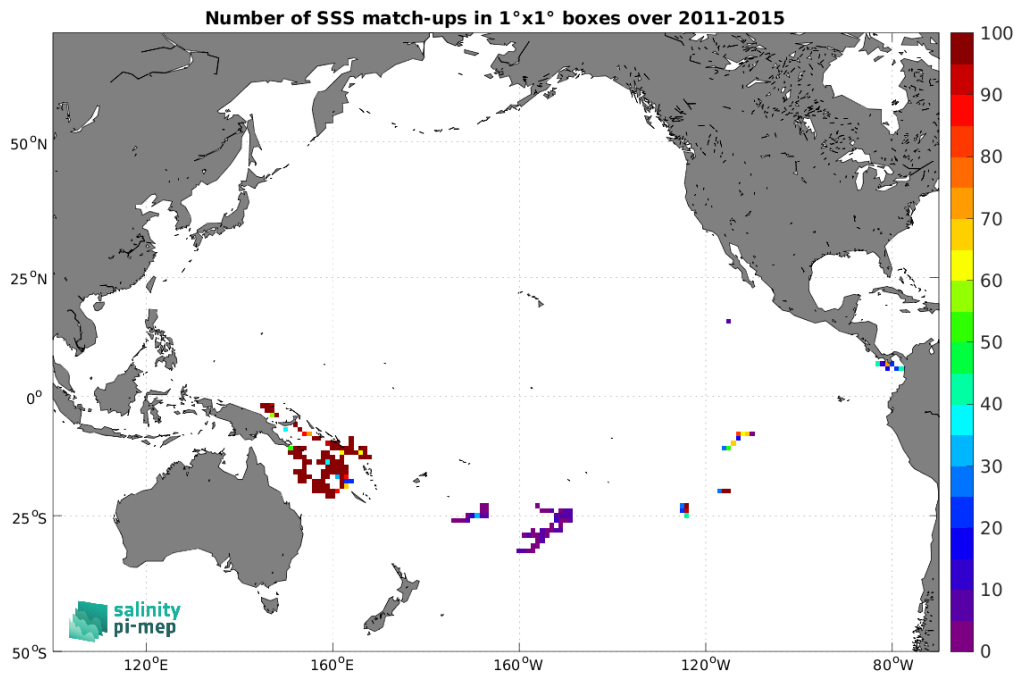 Number of SSS match-ups in 1°x1° boxes over 2011-2015
50°N
25°N
0°
25°S
50°S
120°E
160°E
160°W
120°W
80°W
100
90
80
70
60
50
40
30
20
10
0
salinity
pi-mep